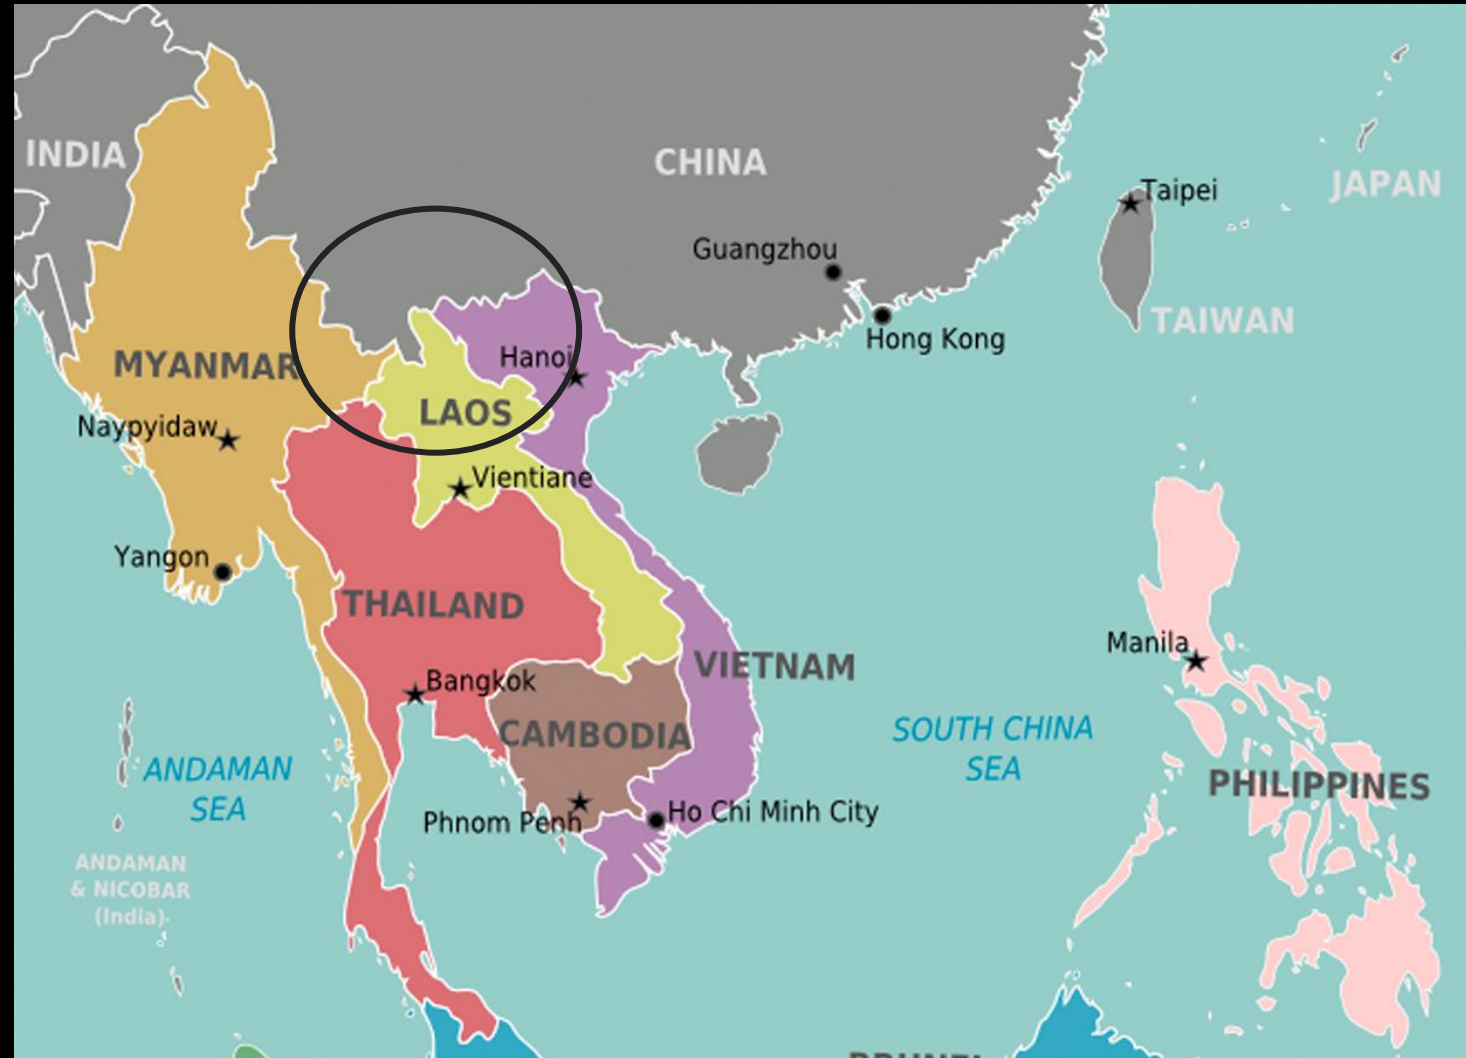 INDIA
CHINA
Taipei
JAPAN
Guangzhou
TAIWAN
Hong Kong
Hanoi
MYANMAR
LAOS
Naypyidaw
Vientiane
Yangon
THAILAND
Manila
VIETNAM
Bangkok
CAMBODIA
SOUTH CHINA
SEA
ANDAMAN
SEA
PHILIPPINES
Phnom Penh
Ho Chi Minh City
ANDAMAN
& NICOBAR
(India)
BRUNEI